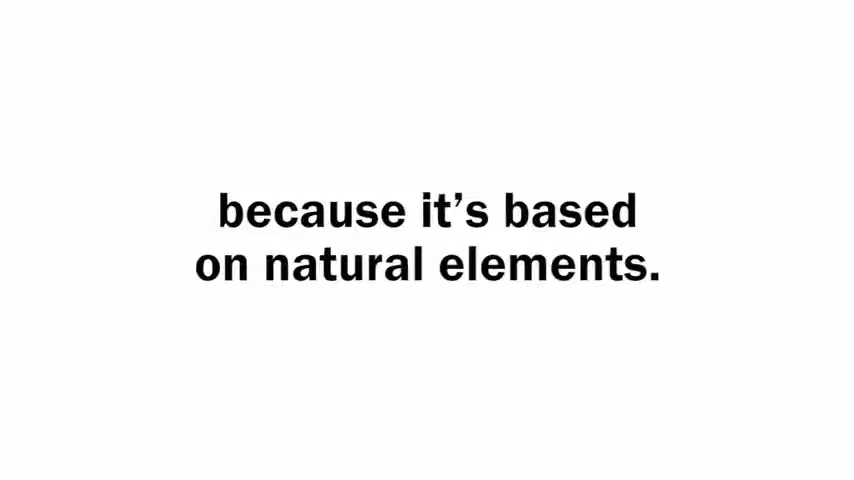 because it’s based
on natural elements.